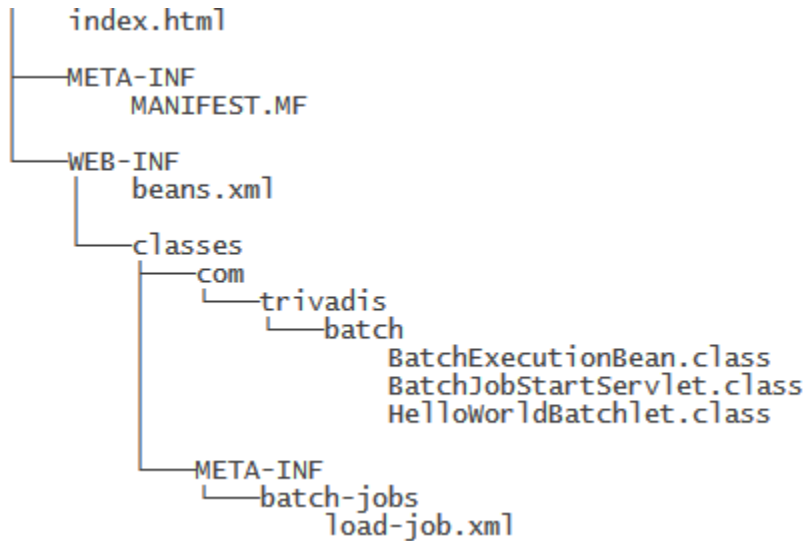 index.html
META-INF
MANIFEST.MF
WEB-INF
beans.xml
classes
com
trivadis
batch
BatchExecutionBean.class
BatchJobStartServlet.class
HelloWorldBatchlet.class
META-INF
batch-jobs
load-job.xml